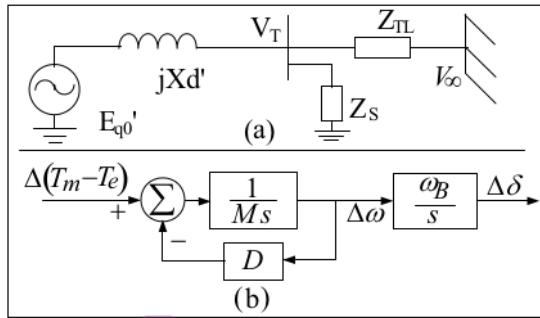 V_T Z_TL
jXd' V_∞
E_q0' (a) Z_S
Δ(T_m−T_e) Σ 1/Ms Δω ω_B/s Δδ
+
− D
(b)